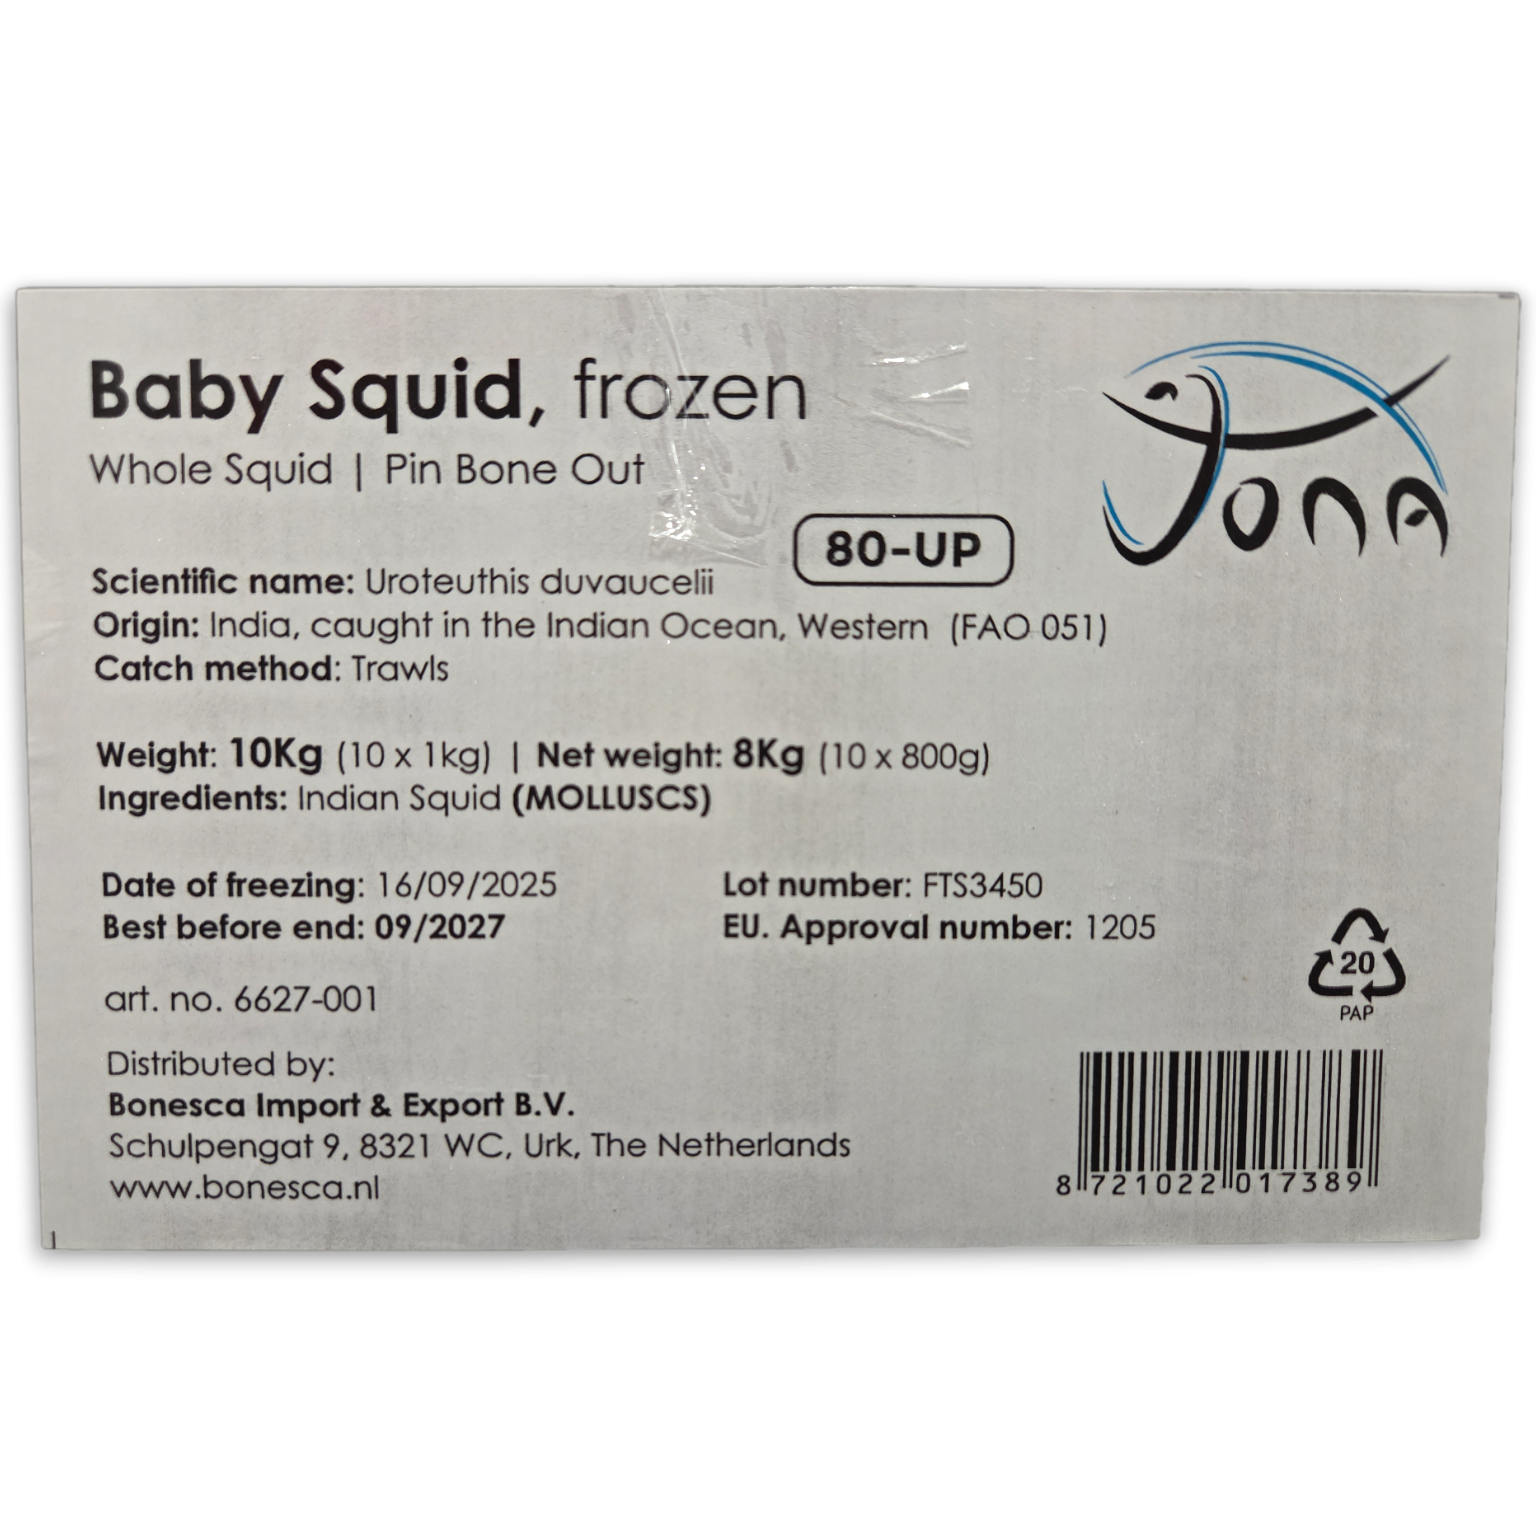 Baby Squid, frozen
Whole Squid | Pin Bone Out
Jona
80-UP
Scientific name: Uroteuthis duvaucelii
Origin: India, caught in the Indian Ocean, Western (FAO 051)
Catch method: Trawls
Weight: 10Kg (10 x 1kg) | Net weight: 8Kg (10 x 800g)
Ingredients: Indian Squid (MOLLUSCS)
Date of freezing: 16/09/2025
Best before end: 09/2027
Lot number: FTS3450
EU. Approval number: 1205
art. no. 6627-001
Distributed by:
Bonesca Import & Export B.V.
Schulpengat 9, 8321 WC, Urk, The Netherlands
www.bonesca.nl
20
PAP
8 721022 017389